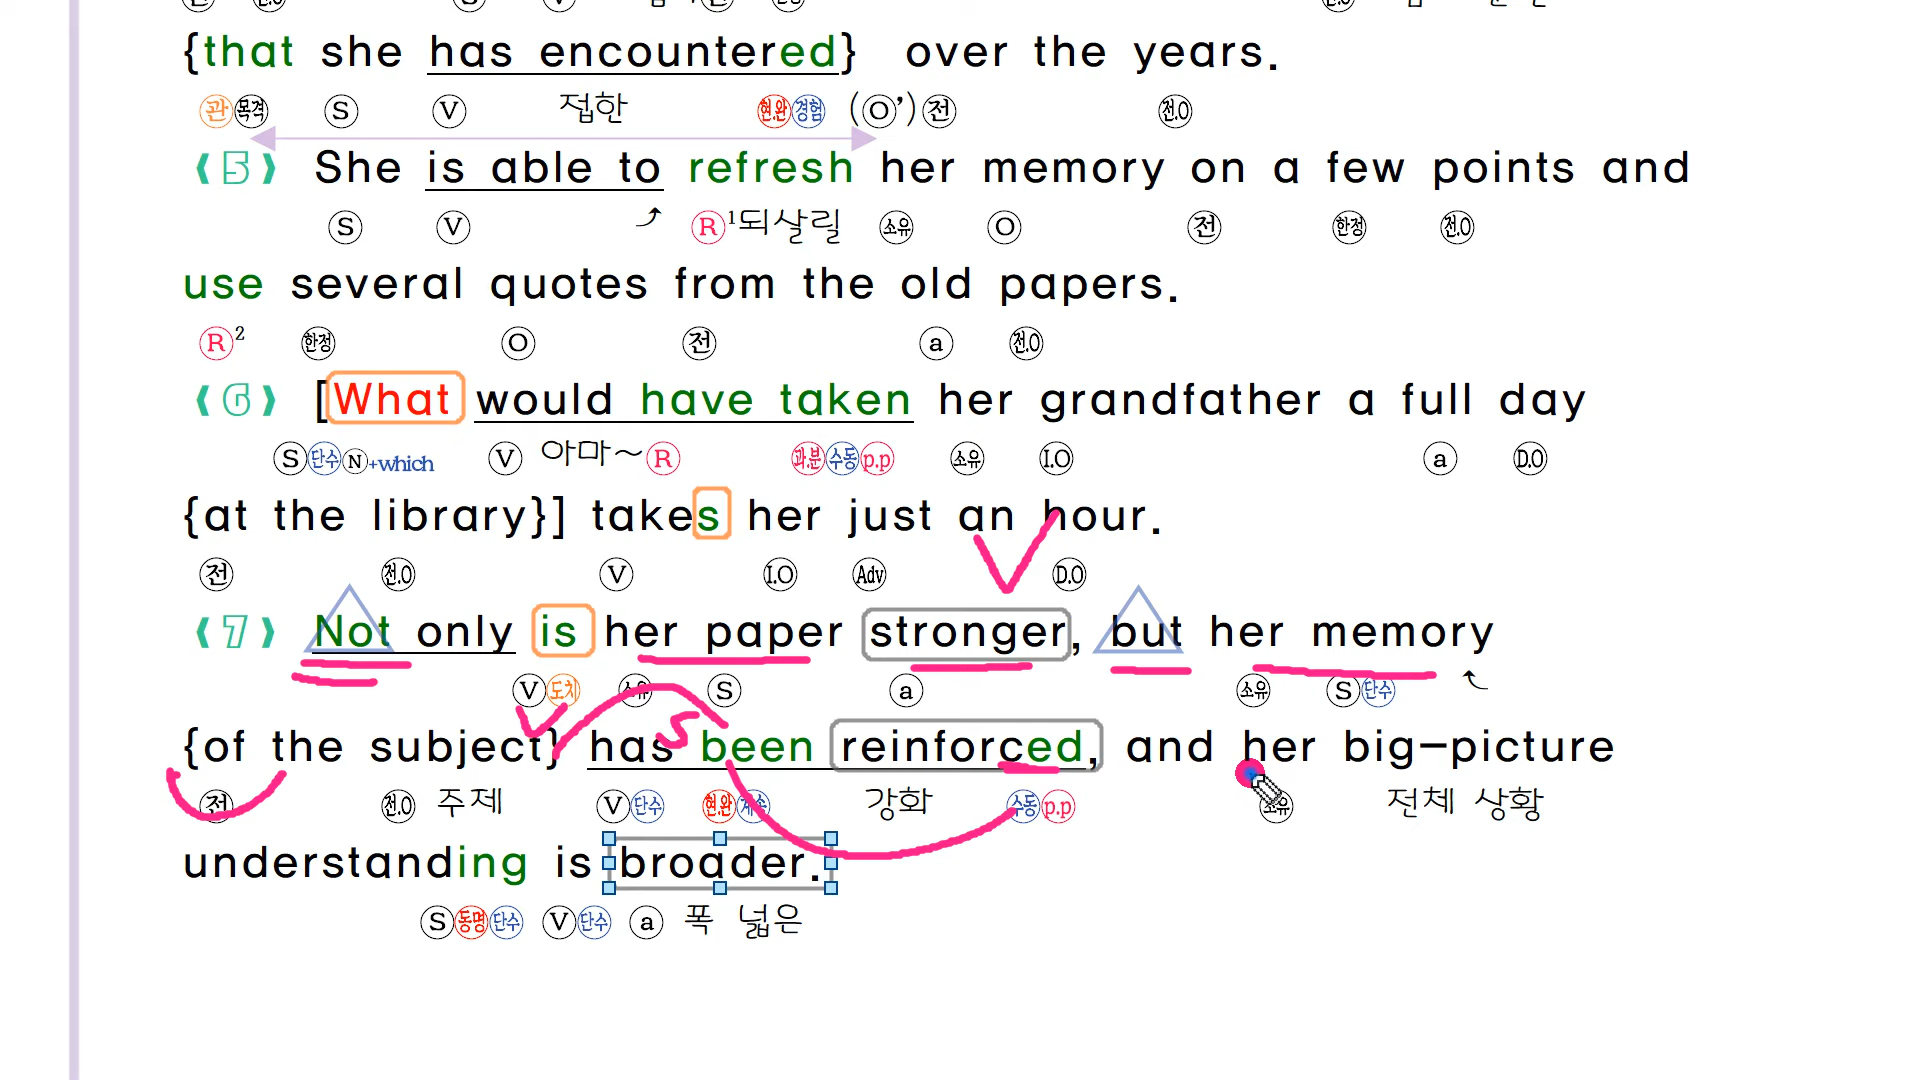 {that she has encountered} over the years.
관 목격 S V 접한 현.완 경험 (O') 전 전.O
(5) She is able to refresh her memory on a few points and
S V R ¹되살릴 소유 O 전 한정 전.O
use several quotes from the old papers.
R ² 한정 O 전 a 전.O
(6) [What would have taken her grandfather a full day
S 단수 N +which V 아마~ R 과.분 수동 p.p 소유 I.O a D.O
{at the library}] takes her just an hour.
전 전.O V I.O Adv D.O
(7) Not only is her paper stronger, but her memory
V 도치 소유 S a 소유 S 단수
{of the subject} has been reinforced, and her big-picture
전 전.O 주제 V 단수 현.완 계속 강화 수동 p.p 소유 전체 상황
understanding is broader.
S 동명 단수 V 단수 a 폭 넓은